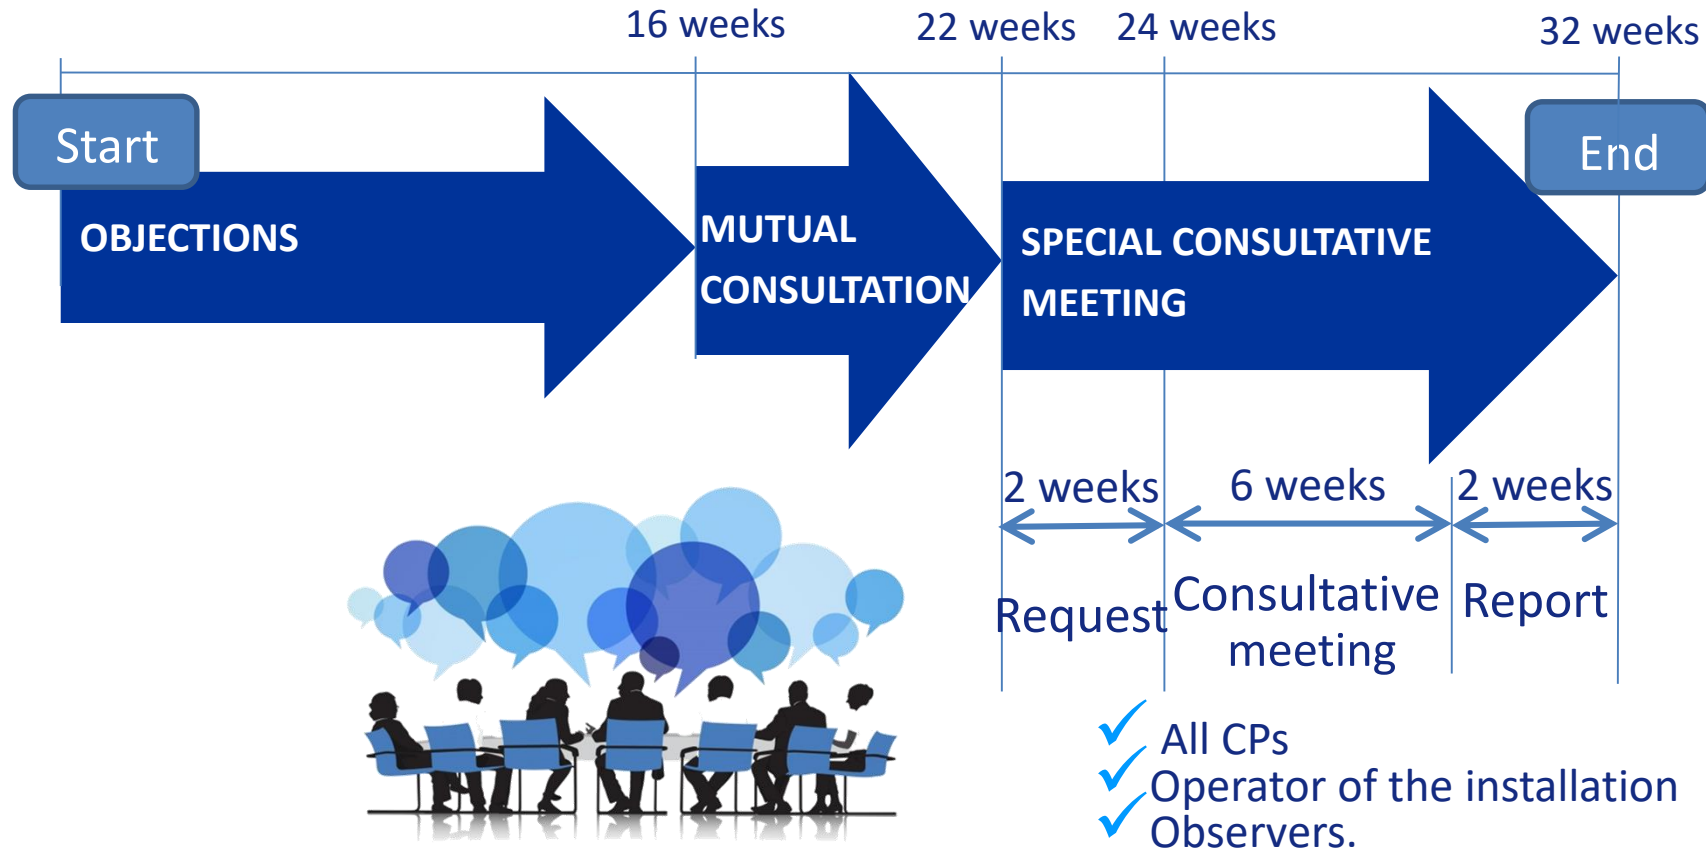 16 weeks
22 weeks
24 weeks
32 weeks
Start
End
OBJECTIONS
MUTUAL
CONSULTATION
SPECIAL CONSULTATIVE
MEETING
2 weeks
6 weeks
2 weeks
Request
Consultative
meeting
Report
All CPs
Operator of the installation
Observers.